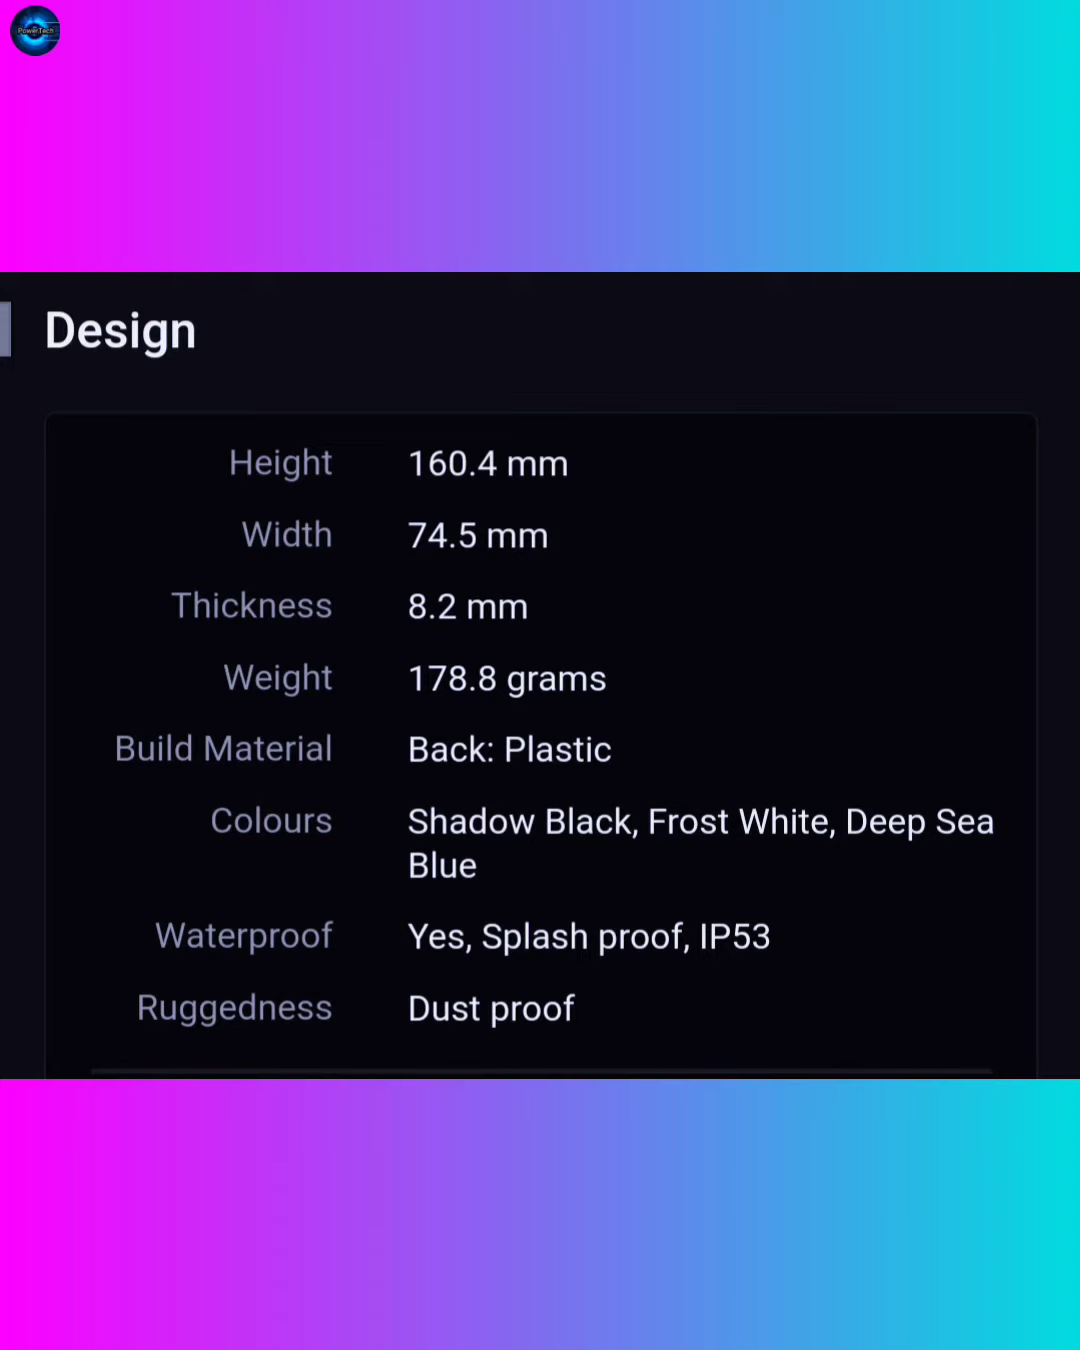 PowerTech
Design
Height 160.4 mm
Width 74.5 mm
Thickness 8.2 mm
Weight 178.8 grams
Build Material Back: Plastic
Colours Shadow Black, Frost White, Deep Sea
Blue
Waterproof Yes, Splash proof, IP53
Ruggedness Dust proof